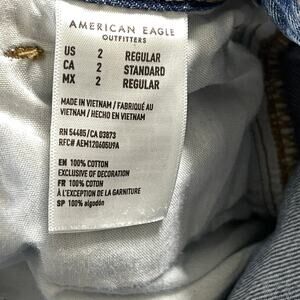 AMERICAN EAGLE
OUTFITTERS
US 2 REGULAR
CA 2 STANDARD
MX 2 REGULAR
MADE IN VIETNAM / FABRIQUÉ AU
VIETNAM / HECHO EN VIETNAM
RN 54485/CA 03873
RFC# AEM120605U9A
EN 100% COTTON
EXCLUSIVE OF DECORATION
FR 100% COTON
À L'EXCEPTION DE LA GARNITURE
SP 100% algodón